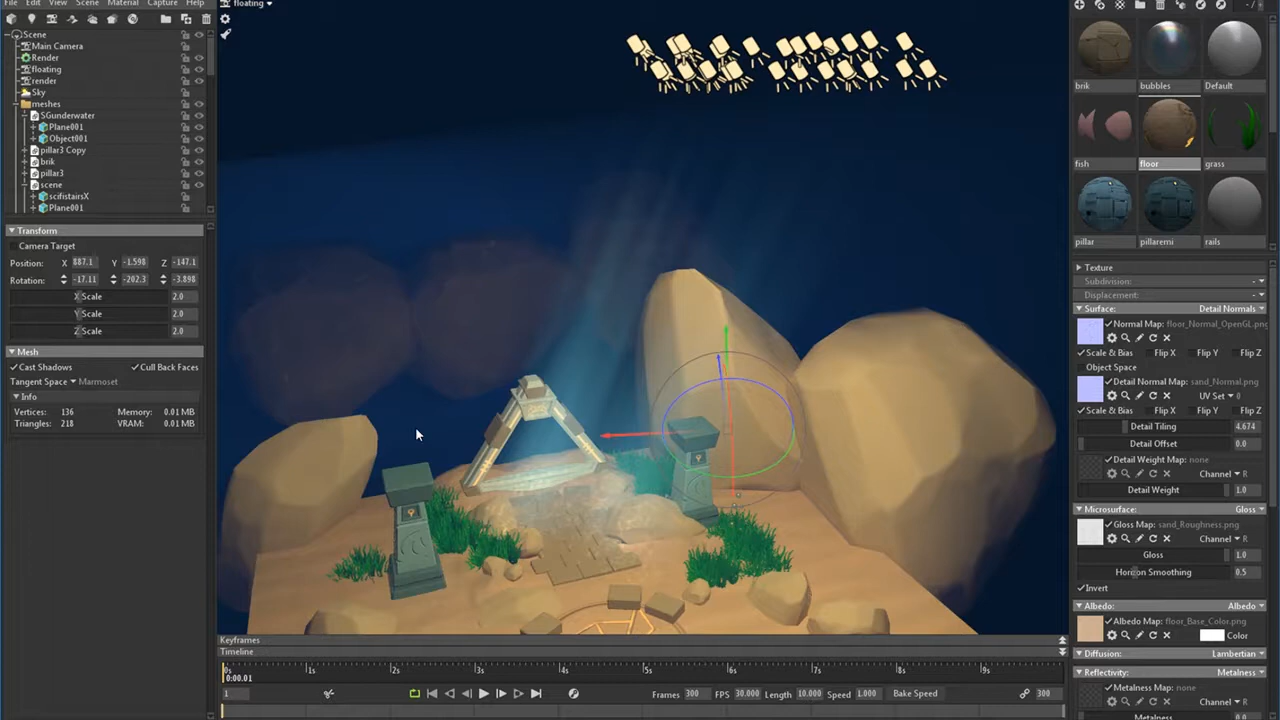 File Edit View Scene Material Capture Help
Scene
Main Camera
Render
floating
render
Sky
meshes
SGunderwater
Plane001
Object001
pillar3 Copy
brik
pillar3
scene
scifistairsX
Plane001
Transform
Camera Target
Position: X 887.1 Y -1.598 Z -147.1
Rotation: -17.11 -202.3 -3.898
X Scale 2.0
Y Scale 2.0
Z Scale 2.0
Mesh
Cast Shadows Cull Back Faces
Tangent Space Marmoset
Info
Vertices: 136 Memory: 0.01 MB
Triangles: 218 VRAM: 0.01 MB
floating
Keyframes
Timeline
0s 1s 2s 3s 4s 5s 6s 7s 8s 9s
0:00.01
1 Frames 300 FPS 30.000 Length 10.000 Speed 1.000 Bake Speed 300
brik bubbles Default
fish floor grass
pillar pillaremi rails
Texture
Subdivision:
Displacement:
Surface: Detail Normals
Normal Map: floor_Normal_OpenGL.png
Scale & Bias Flip X Flip Y Flip Z
Object Space
Detail Normal Map: sand_Normal.png
UV Set 0
Scale & Bias Flip X Flip Y Flip Z
Detail Tiling 4.674
Detail Offset 0.0
Detail Weight Map: none
Channel R
Detail Weight 1.0
Microsurface: Gloss
Gloss Map: sand_Roughness.png
Channel R
Gloss 1.0
Horizon Smoothing 0.5
Invert
Albedo: Albedo
Albedo Map: floor_Base_Color.png
Color
Diffusion: Lambertian
Reflectivity: Metalness
Metalness Map: none
Channel R
Metalness